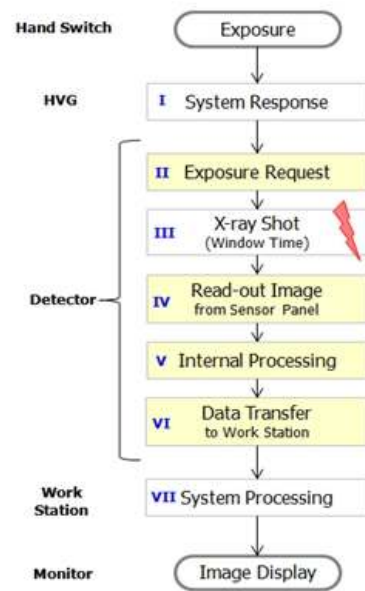 Hand Switch
Exposure
HVG
I System Response
II Exposure Request
III X-ray Shot
(Window Time)
Detector
IV Read-out Image
from Sensor Panel
V Internal Processing
VI Data Transfer
to Work Station
Work
Station
VII System Processing
Monitor
Image Display